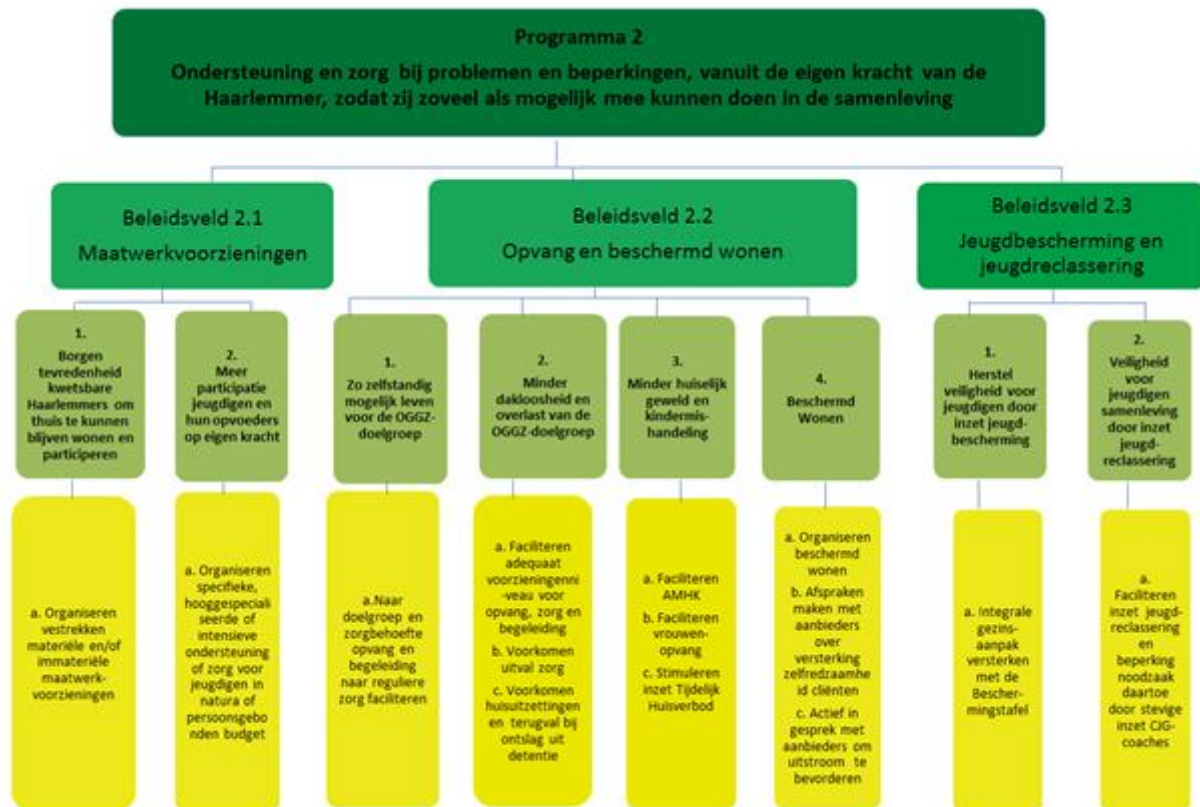 Programma 2
Ondersteuning en zorg bij problemen en beperkingen, vanuit de eigen kracht van de
Haarlemmer, zodat zij zoveel als mogelijk mee kunnen doen in de samenleving
Beleidsveld 2.1
Maatwerkvoorzieningen
Beleidsveld 2.2
Opvang en beschermd wonen
Beleidsveld 2.3
Jeugdbescherming en
jeugdreclassering
1.
Borgen
tevredenheid
kwetsbare
Haarlemmers om
thuis te kunnen
blijven wonen en
participeren
2.
Meer
participatie
jeugdigen en
hun opvoeders
op eigen kracht
1.
Zo zelfstandig
mogelijk leven
voor de OGGZ-
doelgroep
2.
Minder
dakloosheid en
overlast van de
OGGZ-doelgroep
3.
Minder huiselijk
geweld en
kindermis-
handeling
4.
Beschermd
Wonen
1.
Herstel
veiligheid voor
jeugdigen door
inzet jeugd-
bescherming
2.
Veiligheid
voor
jeugdigen
samenleving
door inzet
jeugd-
reclassering
a. Organiseren
vestrekken
materiële en/of
immateriële
maatwerk-
voorzieningen
a. Organiseren
specifieke,
hooggespeciali
seerde of
intensieve
ondersteuning
of zorg voor
jeugdigen in
natura of
persoonsgebo
nden budget
a.Naar
doelgroep en
zorgbehoefte
opvang en
begeleiding
naar reguliere
zorg faciliteren
a. Faciliteren
adequaat
voorzieningenni
-veau voor
opvang, zorg en
begeleiding
b. Voorkomen
uitval zorg
c. Voorkomen
huisuitzettingen
en terugval bij
ontslag uit
detentie
a. Faciliteren
AMHK
b. Faciliteren
vrouwen-
opvang
c. Stimuleren
inzet Tijdelijk
Huisverbod
a. Organiseren
beschermd
wonen
b. Afspraken
maken met
aanbieders
over
versterking
zelfredzaamhe
id cliënten
c. Actief in
gesprek met
aanbieders om
uitstroom te
bevorderen
a. Integrale
gezins-
aanpak
versterken
met de
Bescher-
mingstafel
a.
Faciliteren
inzet jeugd-
reclassering
en
beperking
noodzaak
daartoe
door stevige
inzet CJG-
coaches